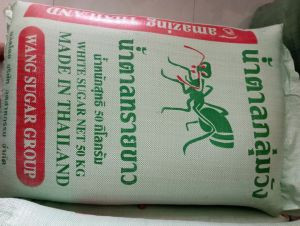 amazing THAILAND
น้ำตาลกลุ่มวัง
น้ำตาลทรายขาว
น้ำหนักสุทธิ 50 กิโลกรัม
WHITE SUGAR NET 50 KG
MADE IN THAILAND
WANG SUGAR GROUP